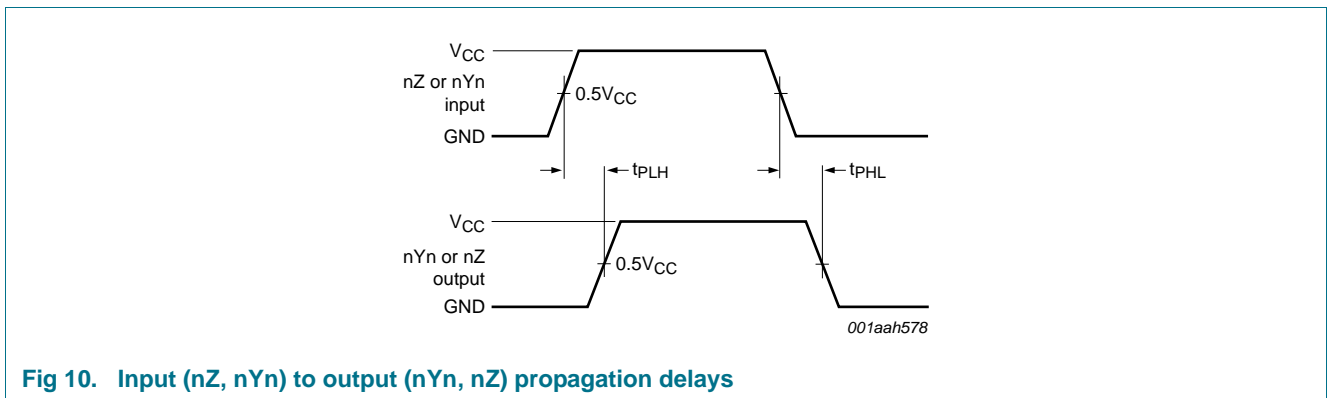 VCC
nZ or nYn
input
0.5VCC
GND
tPLH
tPHL
VCC
nYn or nZ
output
0.5VCC
GND
001aah578
Fig 10. Input (nZ, nYn) to output (nYn, nZ) propagation delays